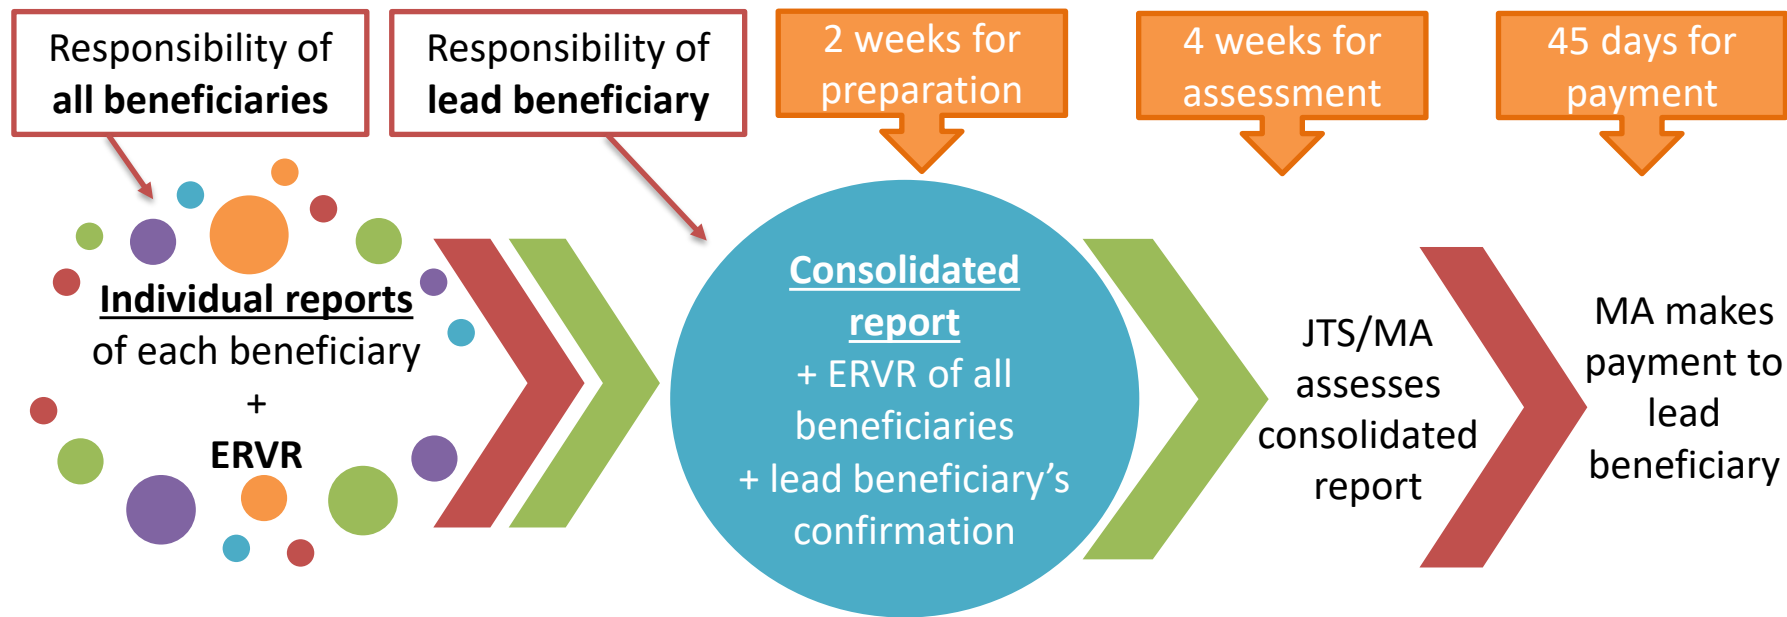 Responsibility of
all beneficiaries
Responsibility of
lead beneficiary
2 weeks for
preparation
4 weeks for
assessment
45 days for
payment
Individual reports
of each beneficiary
+
ERVR
Consolidated
report
+ ERVR of all
beneficiaries
+ lead beneficiary’s
confirmation
JTS/MA
assesses
consolidated
report
MA makes
payment to
lead
beneficiary